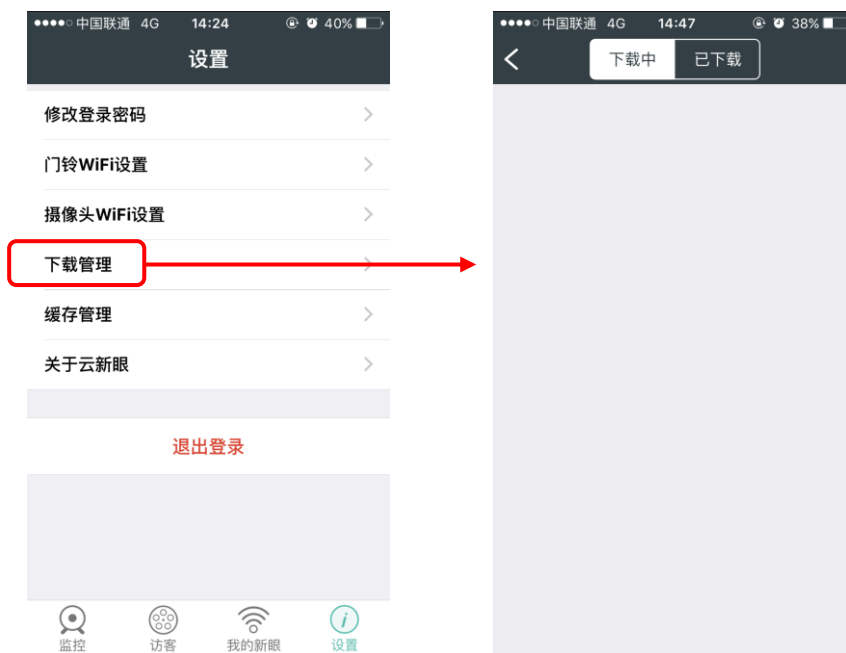 中国联通 4G 14:24 40%
设置
修改登录密码
门铃WiFi设置
摄像头WiFi设置
下载管理
缓存管理
关于云新眼
退出登录
监控 访客 我的新眼 设置
中国联通 4G 14:47 38%
下载中 已下载